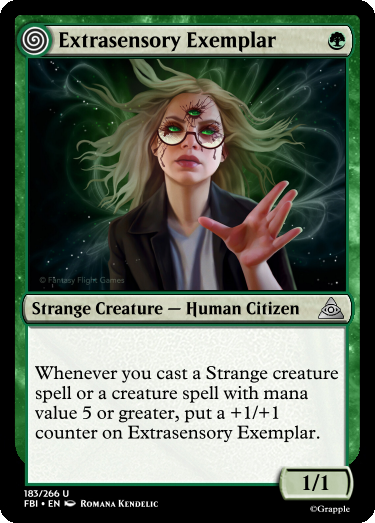 Extrasensory Exemplar
© Fantasy Flight Games
Strange Creature — Human Citizen
Whenever you cast a Strange creature
spell or a creature spell with mana
value 5 or greater, put a +1/+1
counter on Extrasensory Exemplar.
1/1
183/266 U
FBI • EN Romana Kendelic
©Grapple